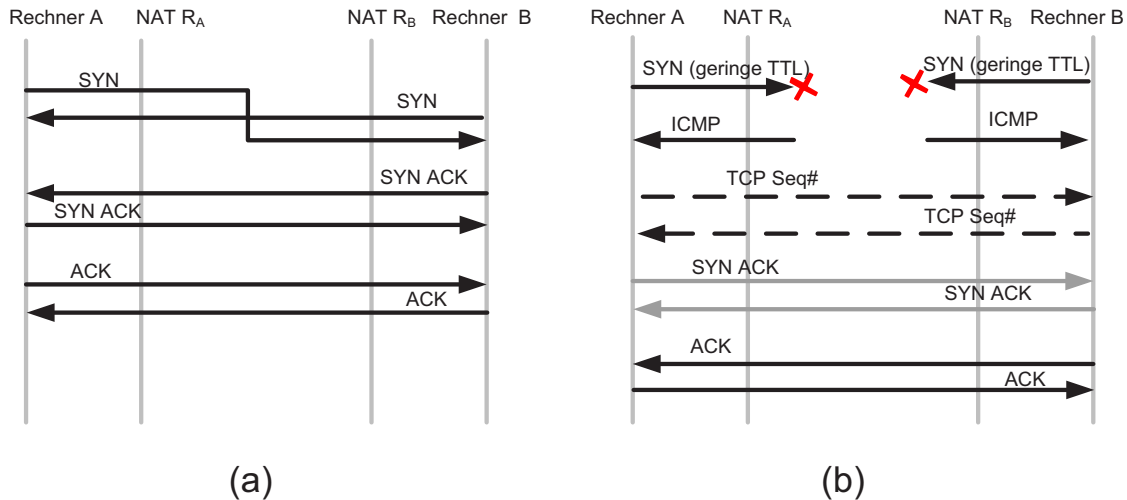 Rechner A
NAT RA
NAT RB
Rechner B
SYN
SYN
SYN ACK
SYN ACK
ACK
ACK
(a)
Rechner A
NAT RA
NAT RB
Rechner B
SYN (geringe TTL)
SYN (geringe TTL)
ICMP
ICMP
TCP Seq#
TCP Seq#
SYN ACK
SYN ACK
ACK
ACK
(b)